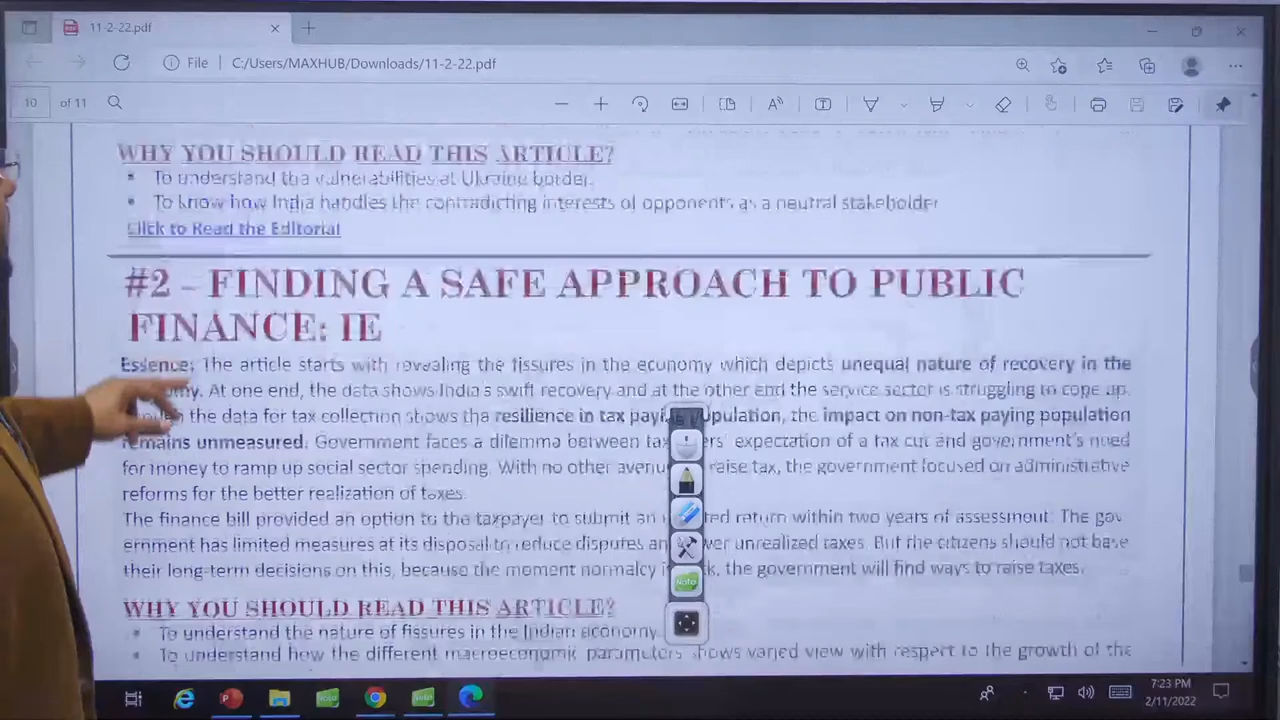 11-2-22.pdf
File C:/Users/MAXHUB/Downloads/11-2-22.pdf
10 of 11
WHY YOU SHOULD READ THIS ARTICLE?
To understand the vulnerabilities at Ukraine border.
To know how India handles the contradicting interests of opponents as a neutral stakeholder
Click to Read the Editorial
#2 - FINDING A SAFE APPROACH TO PUBLIC
FINANCE: IE
Essence: The article starts with revealing the fissures in the economy which depicts unequal nature of recovery in the
At one end, the data shows India's swift recovery and at the other end the service sector is struggling to cope up.
the data for tax collection shows the resilience in tax paying population, the impact on non-tax paying population
remains unmeasured. Government faces a dilemma between expectation of a tax cut and government's need
for money to ramp up social sector spending. With no other raise tax, the government focused on administrative
reforms for the better realization of taxes.
The finance bill provided an option to the taxpayer to submit an return within two years of assessment. The gov
ernment has limited measures at its disposal to reduce disputes unrealized taxes. But the citizens should not base
their long-term decisions on this, because the moment normalcy the government will find ways to raise taxes.
WHY YOU SHOULD READ THIS ARTICLE?
To understand the nature of fissures in the Indian economy.
To understand how the different macroeconomic parameters shows varied view with respect to the growth of the
Note
7:23 PM
2/11/2022